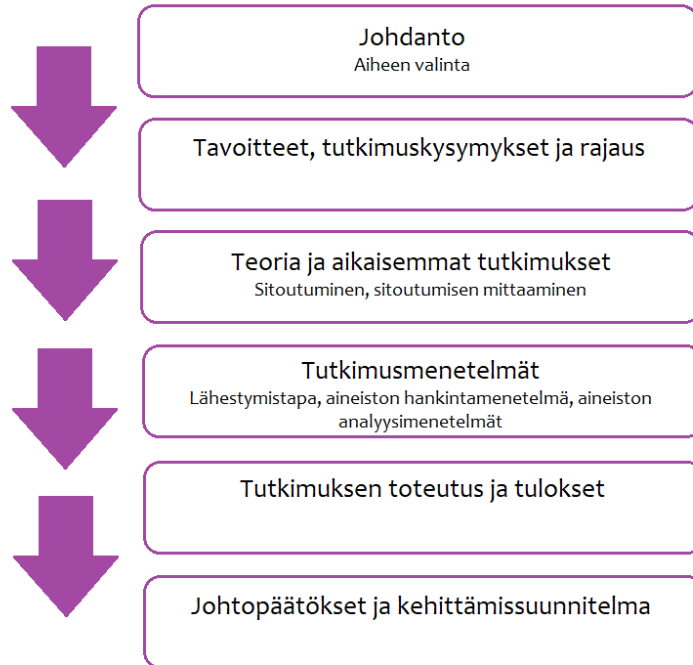 Johdanto
Aiheen valinta
Tavoitteet, tutkimuskysymykset ja rajaus
Teoria ja aikaisemmat tutkimukset
Sitoutuminen, sitoutumisen mittaaminen
Tutkimusmenetelmät
Lähestymistapa, aineiston hankintamenetelmä, aineiston
analyysimenetelmät
Tutkimuksen toteutus ja tulokset
Johtopäätökset ja kehittämissuunnitelma